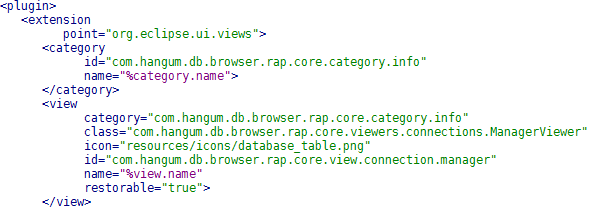 <plugin>
<extension
point="org.eclipse.ui.views">
<category
id="com.hangum.db.browser.rap.core.category.info"
name="%category.name">
</category>
<view
category="com.hangum.db.browser.rap.core.category.info"
class="com.hangum.db.browser.rap.core.viewers.connections.ManagerViewer"
icon="resources/icons/database_table.png"
id="com.hangum.db.browser.rap.core.view.connection.manager"
name="%view.name"
restorable="true">
</view>